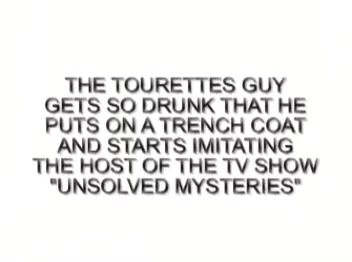 THE TOURETTES GUY
GETS SO DRUNK THAT HE
PUTS ON A TRENCH COAT
AND STARTS IMITATING
THE HOST OF THE TV SHOW
"UNSOLVED MYSTERIES"